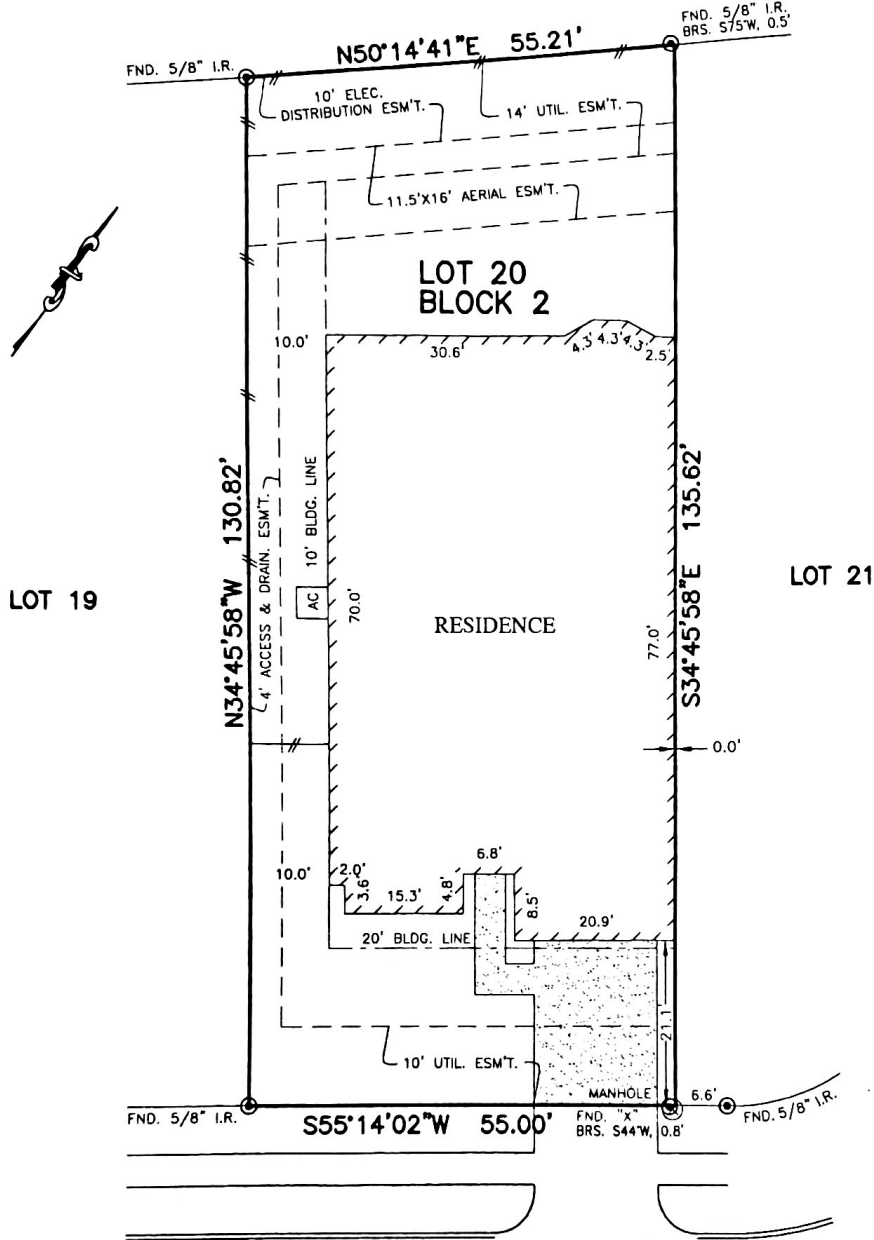 FND. 5/8" I.R.
BRS. S75°W, 0.5'
N50°14'41"E 55.21'
FND. 5/8" I.R.
10' ELEC.
DISTRIBUTION ESM'T.
14' UTIL. ESM'T.
11.5'X16' AERIAL ESM'T.
LOT 20
BLOCK 2
10.0'
30.6'
4.3'
4.3'
4.3'
2.5'
N34°45'58"W 130.82'
4' ACCESS & DRAIN. ESM'T.
10' BLDG. LINE
AC
70.0'
RESIDENCE
77.0'
S34°45'58"E 135.62'
LOT 19
LOT 21
0.0'
10.0'
2.0'
3.6'
15.3'
4.8'
6.8'
8.5'
20.9'
20' BLDG. LINE
21.1'
10' UTIL. ESM'T.
MANHOLE
6.6'
FND. 5/8" I.R.
S55°14'02"W 55.00'
FND. "X"
BRS. S44°W, 0.8'
FND. 5/8" I.R.